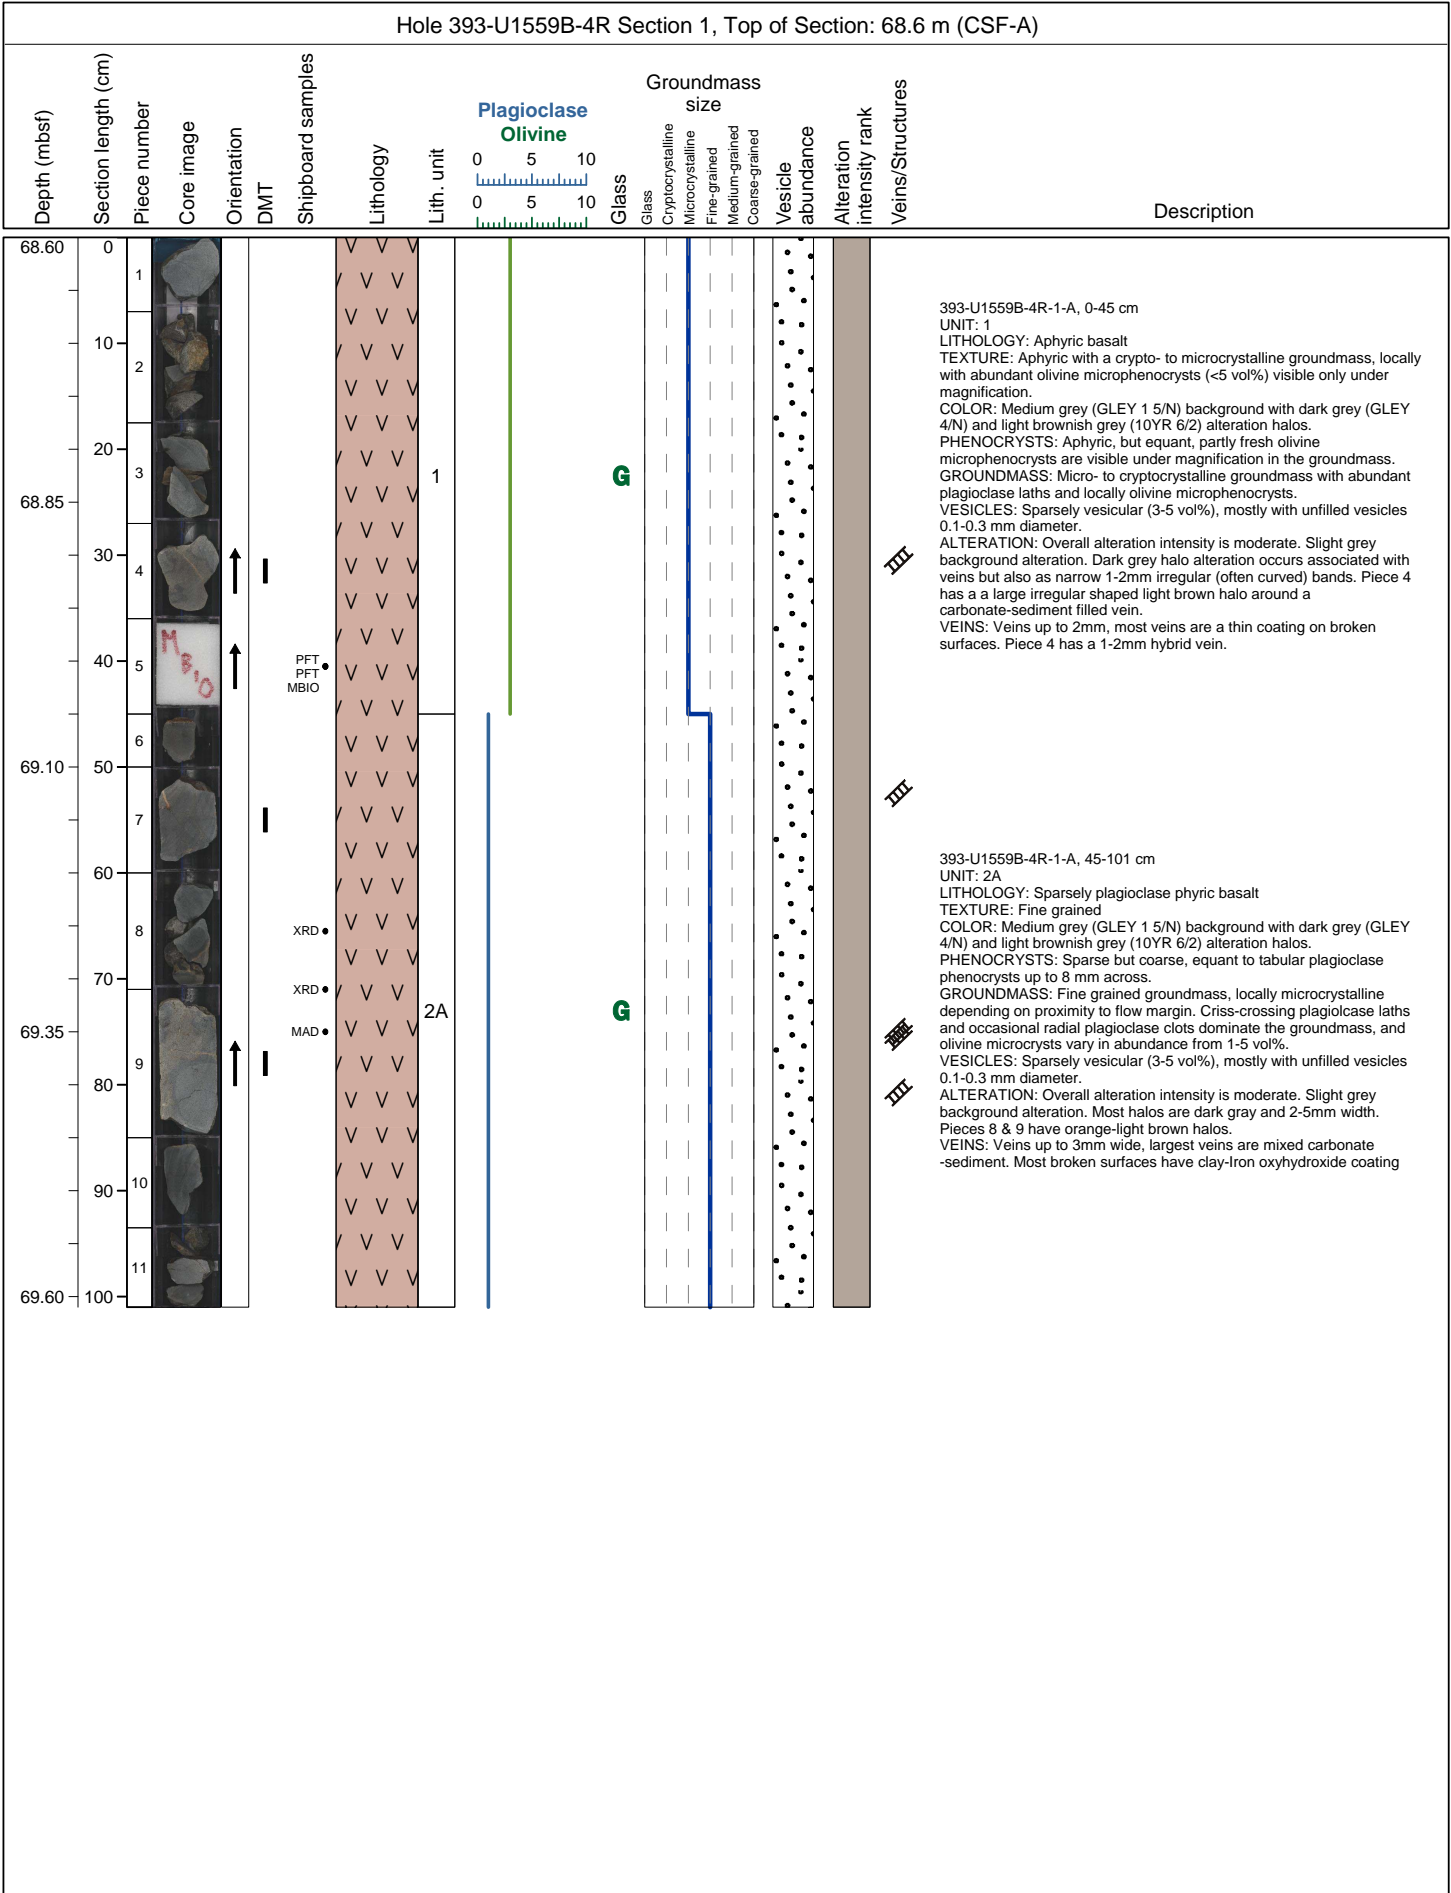 Hole 393-U1559B-4R Section 1, Top of Section: 68.6 m (CSF-A)
Depth (mbsf)
Section length (cm)
Piece number
Core image
Orientation
DMT
Shipboard samples
Lithology
Lith. unit
Plagioclase
Olivine
0 5 10
0 5 10
Glass
Groundmass
size
Glass
Cryptocrystalline
Microcrystalline
Fine-grained
Medium-grained
Coarse-grained
Vesicle
abundance
Alteration
intensity rank
Veins/Structures
Description
68.60
68.85
69.10
69.35
69.60
0
10
20
30
40
50
60
70
80
90
100
1
2
3
4
5
6
7
8
9
10
11
M
B
I
O
PFT
PFT
MBIO
XRD
XRD
MAD
1
2A
G
G
393-U1559B-4R-1-A, 0-45 cm
UNIT: 1
LITHOLOGY: Aphyric basalt
TEXTURE: Aphyric with a crypto- to microcrystalline groundmass, locally
with abundant olivine microphenocrysts (<5 vol%) visible only under
magnification.
COLOR: Medium grey (GLEY 1 5/N) background with dark grey (GLEY
4/N) and light brownish grey (10YR 6/2) alteration halos.
PHENOCRYSTS: Aphyric, but equant, partly fresh olivine
microphenocrysts are visible under magnification in the groundmass.
GROUNDMASS: Micro- to cryptocrystalline groundmass with abundant
plagioclase laths and locally olivine microphenocrysts.
VESICLES: Sparsely vesicular (3-5 vol%), mostly with unfilled vesicles
0.1-0.3 mm diameter.
ALTERATION: Overall alteration intensity is moderate. Slight grey
background alteration. Dark grey halo alteration occurs associated with
veins but also as narrow 1-2mm irregular (often curved) bands. Piece 4
has a a large irregular shaped light brown halo around a
carbonate-sediment filled vein.
VEINS: Veins up to 2mm, most veins are a thin coating on broken
surfaces. Piece 4 has a 1-2mm hybrid vein.
393-U1559B-4R-1-A, 45-101 cm
UNIT: 2A
LITHOLOGY: Sparsely plagioclase phyric basalt
TEXTURE: Fine grained
COLOR: Medium grey (GLEY 1 5/N) background with dark grey (GLEY
4/N) and light brownish grey (10YR 6/2) alteration halos.
PHENOCRYSTS: Sparse but coarse, equant to tabular plagioclase
phenocrysts up to 8 mm across.
GROUNDMASS: Fine grained groundmass, locally microcrystalline
depending on proximity to flow margin. Criss-crossing plagiolcase laths
and occasional radial plagioclase clots dominate the groundmass, and
olivine microcrysts vary in abundance from 1-5 vol%.
VESICLES: Sparsely vesicular (3-5 vol%), mostly with unfilled vesicles
0.1-0.3 mm diameter.
ALTERATION: Overall alteration intensity is moderate. Slight grey
background alteration. Most halos are dark gray and 2-5mm width.
Pieces 8 & 9 have orange-light brown halos.
VEINS: Veins up to 3mm wide, largest veins are mixed carbonate
-sediment. Most broken surfaces have clay-Iron oxyhydroxide coating